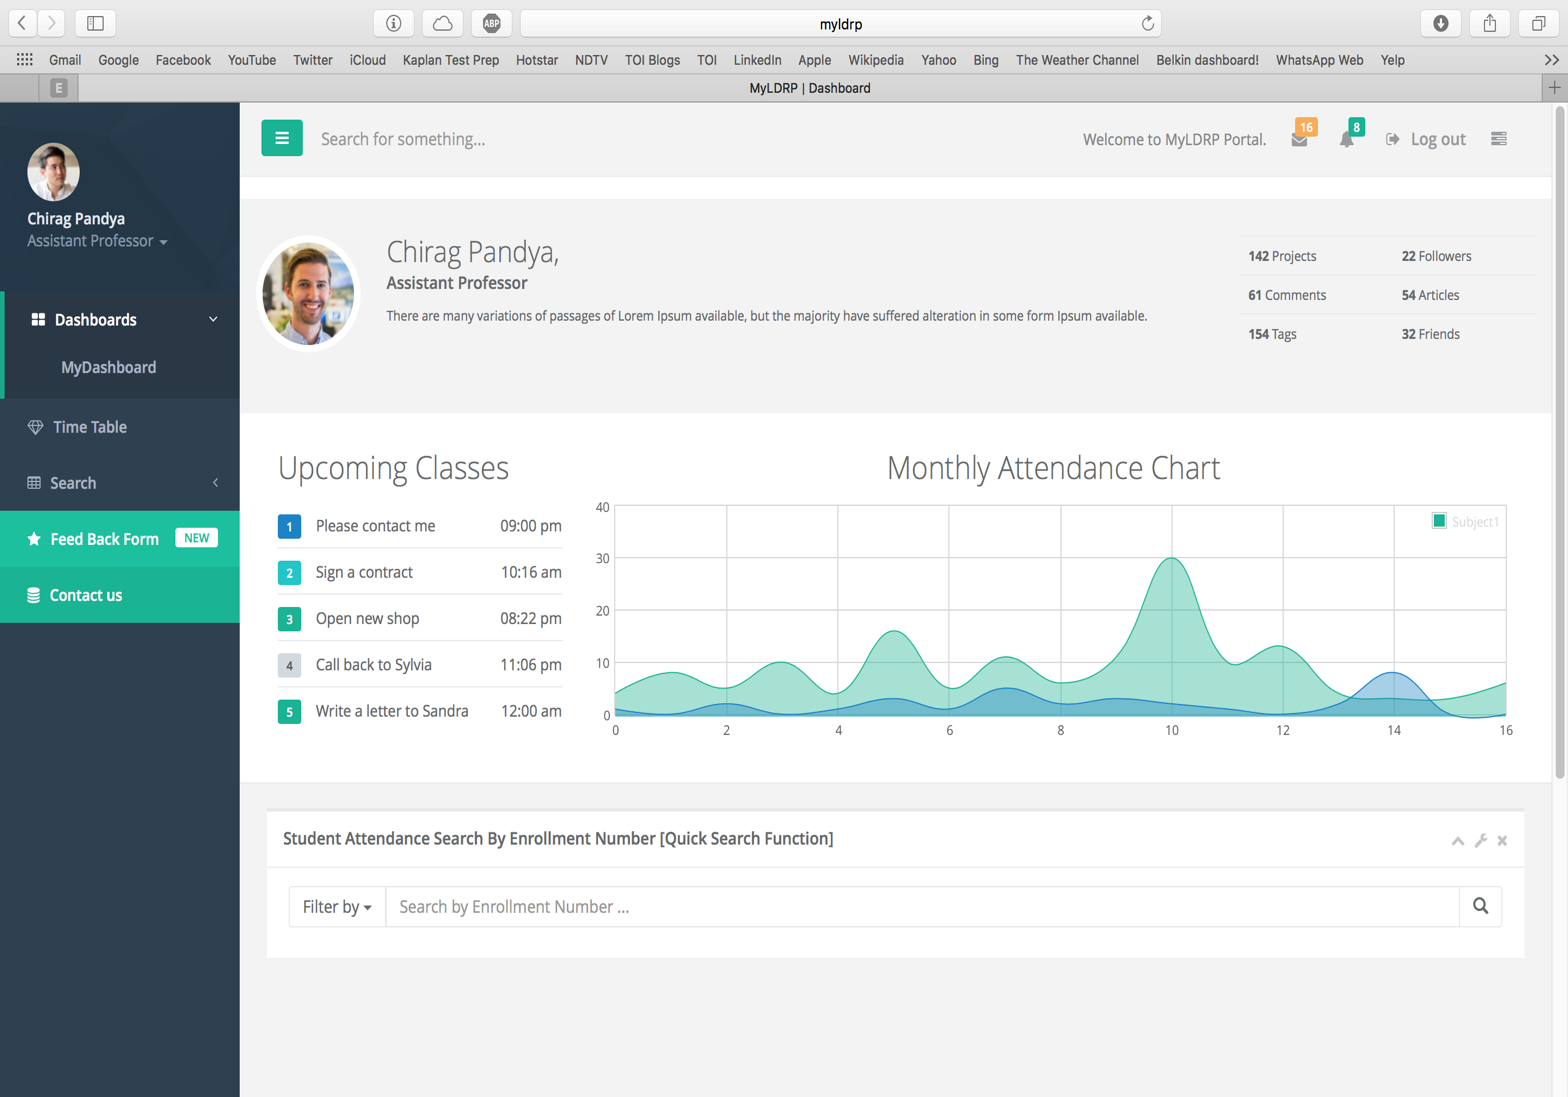 myldrp
ABP
Gmail Google Facebook YouTube Twitter iCloud Kaplan Test Prep Hotstar NDTV TOI Blogs TOI LinkedIn Apple Wikipedia Yahoo Bing The Weather Channel Belkin dashboard! WhatsApp Web Yelp
E
MyLDRP | Dashboard
Search for something...
Welcome to MyLDRP Portal. 16 8 Log out
Chirag Pandya
Assistant Professor
Dashboards
MyDashboard
Time Table
Search
Feed Back Form NEW
Contact us
Chirag Pandya,
Assistant Professor
There are many variations of passages of Lorem Ipsum available, but the majority have suffered alteration in some form Ipsum available.
142 Projects 22 Followers
61 Comments 54 Articles
154 Tags 32 Friends
Upcoming Classes
1 Please contact me 09:00 pm
2 Sign a contract 10:16 am
3 Open new shop 08:22 pm
4 Call back to Sylvia 11:06 pm
5 Write a letter to Sandra 12:00 am
Monthly Attendance Chart
Subject1
40
30
20
10
0
0 2 4 6 8 10 12 14 16
Student Attendance Search By Enrollment Number [Quick Search Function]
Filter by Search by Enrollment Number ...